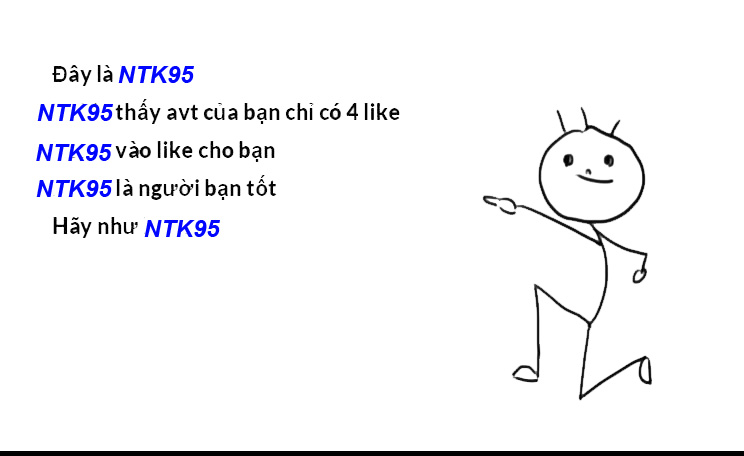 Đây là NTK95
NTK95 thấy avt của bạn chỉ có 4 like
NTK95 vào like cho bạn
NTK95 là người bạn tốt
Hãy như NTK95